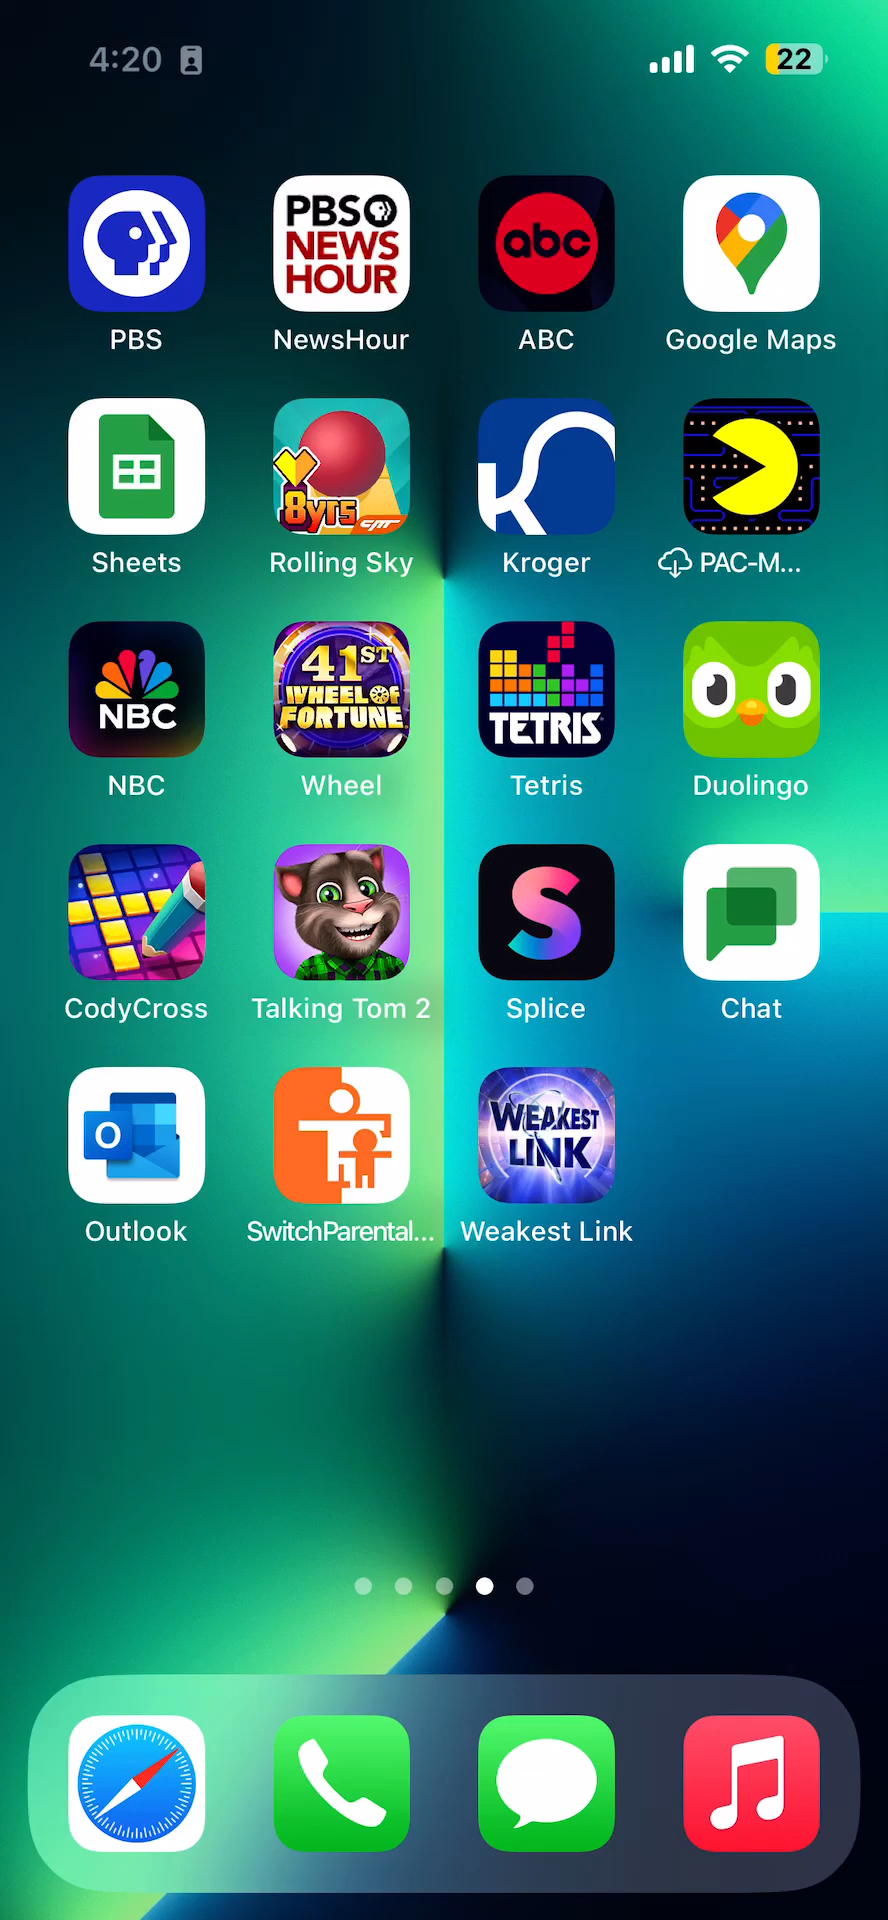 4:20 22
PBS
NEWS
HOUR
abc
PBS NewsHour ABC Google Maps
8yrs
CMT
Sheets Rolling Sky Kroger PAC-M...
NBC
41ST
WHEEL OF
FORTUNE
TETRIS
NBC Wheel Tetris Duolingo
S
CodyCross Talking Tom 2 Splice Chat
O
WEAKEST
LINK
Outlook SwitchParental... Weakest Link